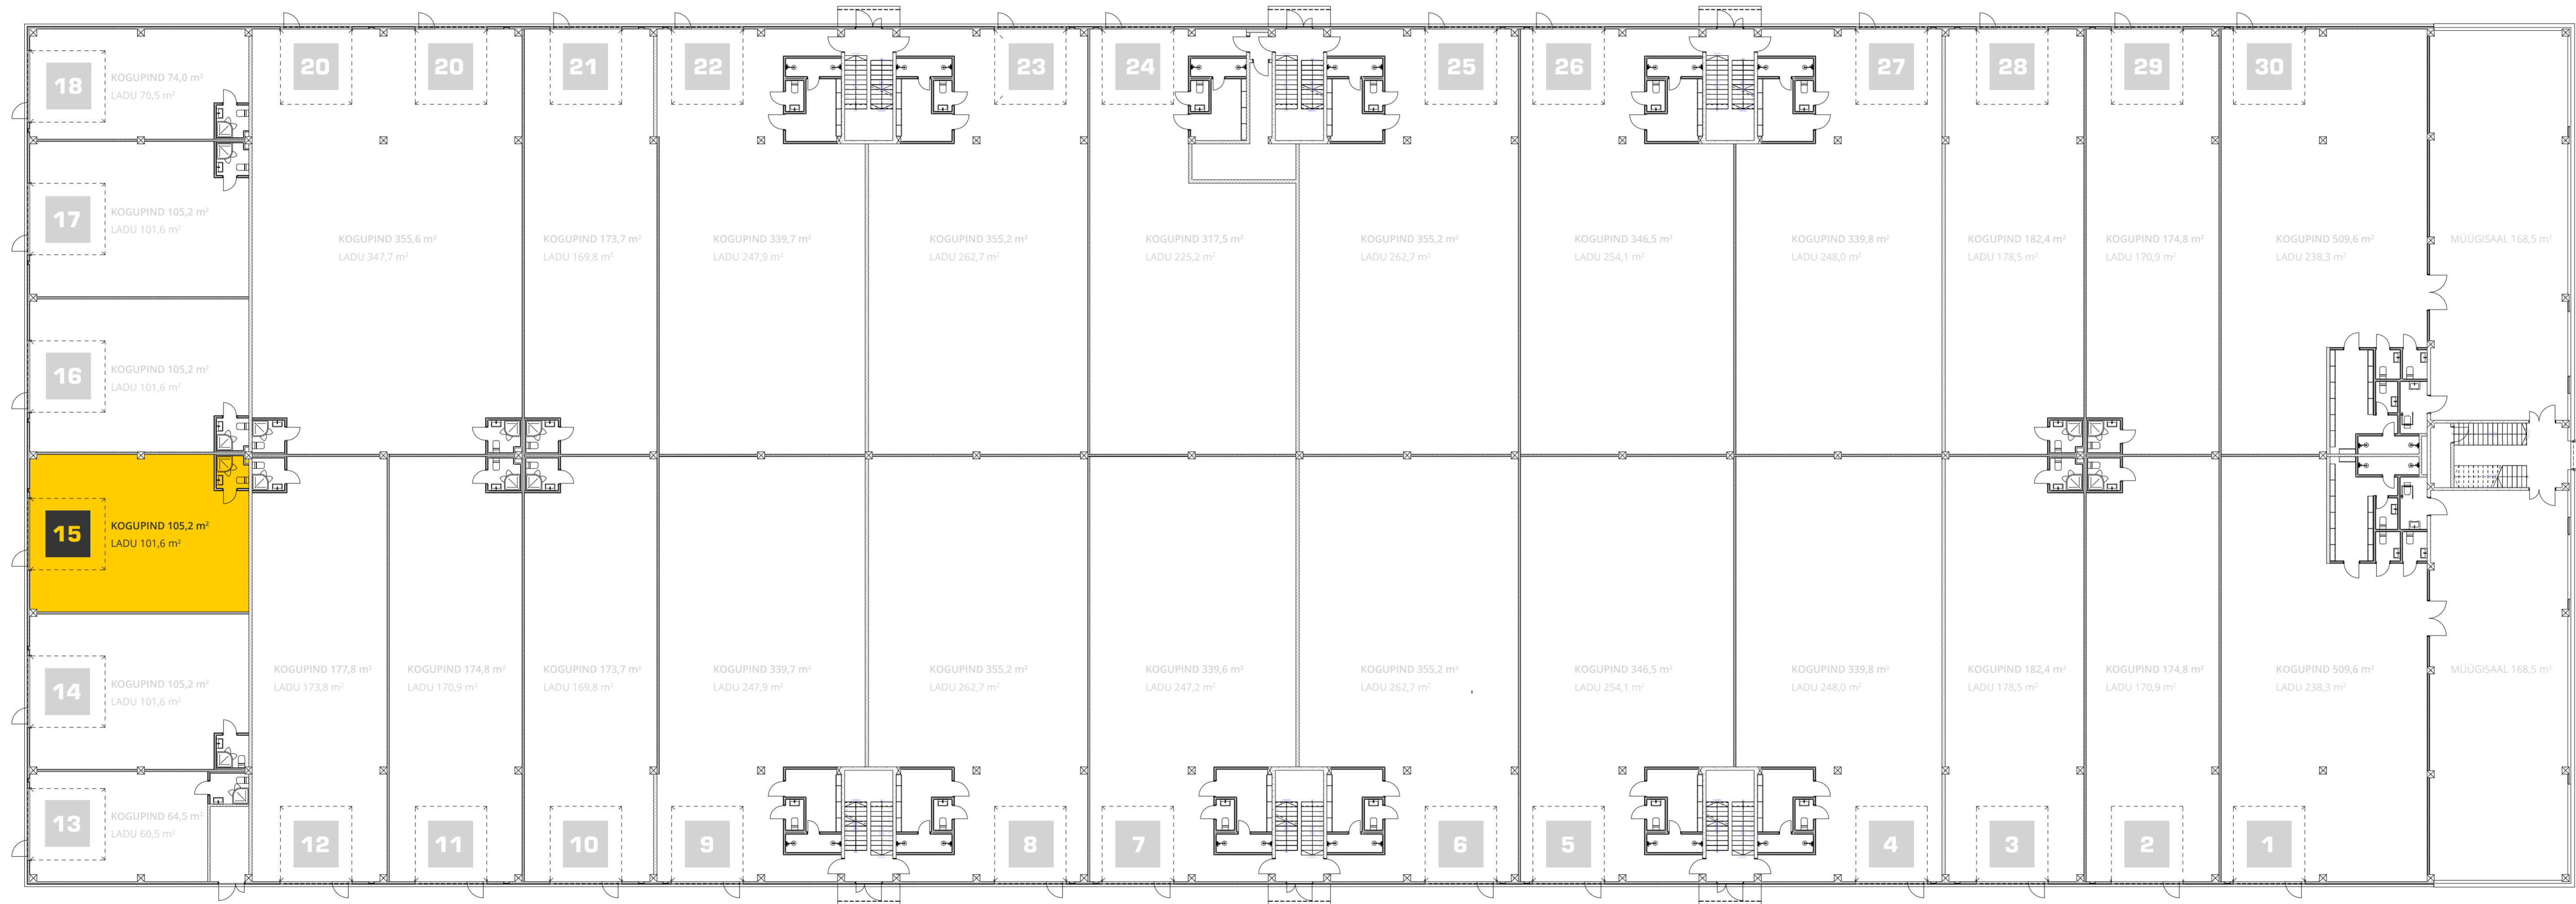 18
KOGUPIND 74,0 m²
LADU 70,5 m²
20
20
21
22
23
24
25
26
27
28
29
30
17
KOGUPIND 105,2 m²
LADU 101,6 m²
KOGUPIND 355,6 m²
LADU 347,7 m²
KOGUPIND 173,7 m²
LADU 169,8 m²
KOGUPIND 339,7 m²
LADU 247,9 m²
KOGUPIND 355,2 m²
LADU 262,7 m²
KOGUPIND 317,5 m²
LADU 225,2 m²
KOGUPIND 355,2 m²
LADU 262,7 m²
KOGUPIND 346,5 m²
LADU 254,1 m²
KOGUPIND 339,8 m²
LADU 248,0 m²
KOGUPIND 182,4 m²
LADU 178,5 m²
KOGUPIND 174,8 m²
LADU 170,9 m²
KOGUPIND 509,6 m²
LADU 238,3 m²
MÜÜGISAAL 168,5 m²
16
KOGUPIND 105,2 m²
LADU 101,6 m²
15
KOGUPIND 105,2 m²
LADU 101,6 m²
14
KOGUPIND 105,2 m²
LADU 101,6 m²
KOGUPIND 177,8 m²
LADU 173,8 m²
KOGUPIND 174,8 m²
LADU 170,9 m²
KOGUPIND 173,7 m²
LADU 169,8 m²
KOGUPIND 339,7 m²
LADU 247,9 m²
KOGUPIND 355,2 m²
LADU 262,7 m²
KOGUPIND 339,6 m²
LADU 247,2 m²
KOGUPIND 355,2 m²
LADU 262,7 m²
KOGUPIND 346,5 m²
LADU 254,1 m²
KOGUPIND 339,8 m²
LADU 248,0 m²
KOGUPIND 182,4 m²
LADU 178,5 m²
KOGUPIND 174,8 m²
LADU 170,9 m²
KOGUPIND 509,6 m²
LADU 238,3 m²
MÜÜGISAAL 168,5 m²
13
KOGUPIND 64,5 m²
LADU 60,5 m²
12
11
10
9
8
7
6
5
4
3
2
1